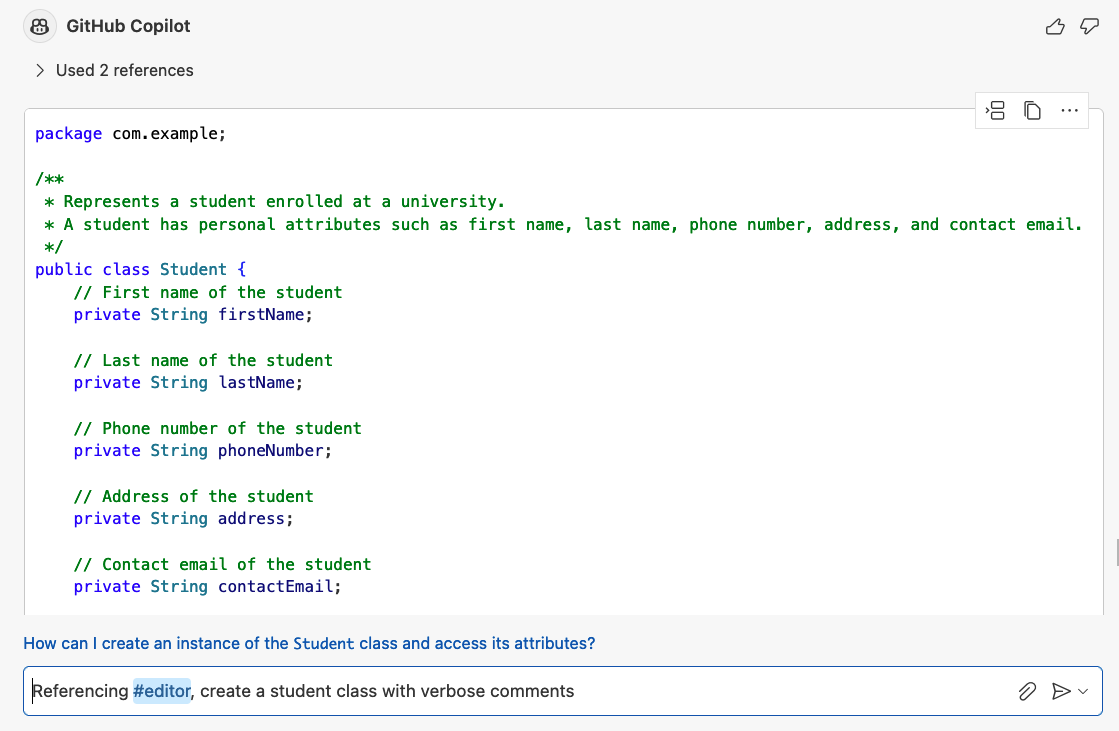 GitHub Copilot
Used 2 references
package com.example;
/**
 * Represents a student enrolled at a university.
 * A student has personal attributes such as first name, last name, phone number, address, and contact email.
 */
public class Student {
    // First name of the student
    private String firstName;
    // Last name of the student
    private String lastName;
    // Phone number of the student
    private String phoneNumber;
    // Address of the student
    private String address;
    // Contact email of the student
    private String contactEmail;
How can I create an instance of the Student class and access its attributes?
Referencing #editor, create a student class with verbose comments